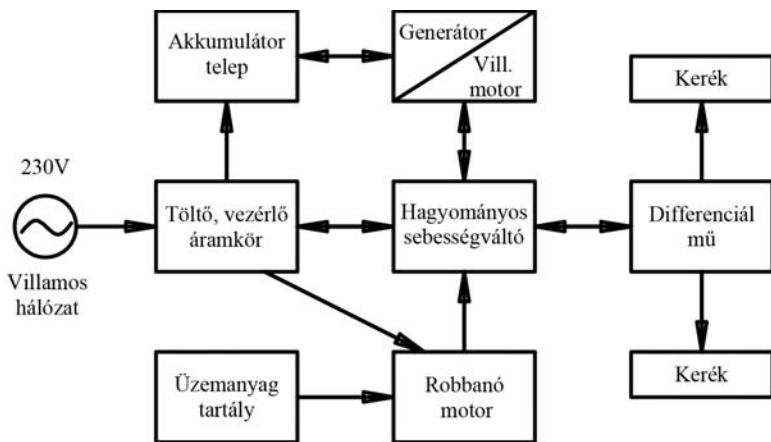 Akkumulátor
telep
Generátor
Vill.
motor
Kerék
230V
Töltő, vezérlő
áramkör
Hagyományos
sebességváltó
Differenciál
mű
Villamos
hálózat
Üzemanyag
tartály
Robbanó
motor
Kerék